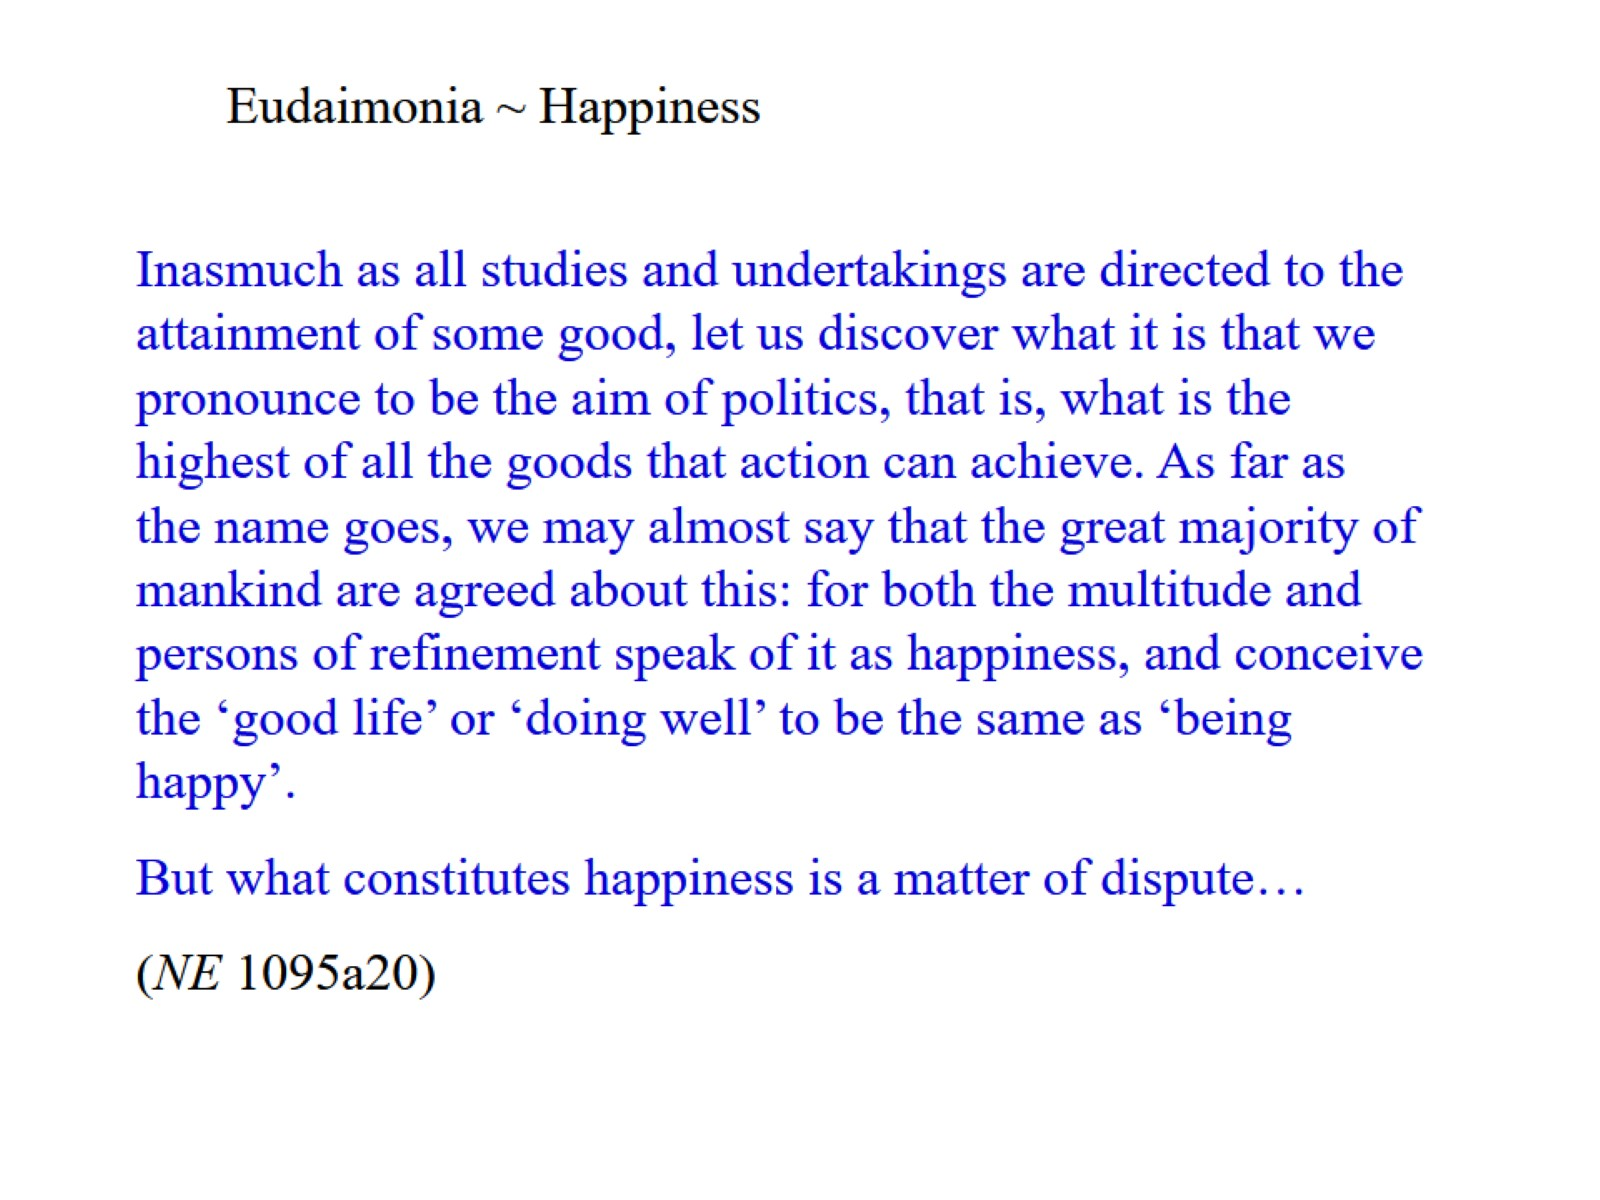 Eudaimonia ~ Happiness
Inasmuch as all studies and undertakings are directed to the
attainment of some good, let us discover what it is that we
pronounce to be the aim of politics, that is, what is the
highest of all the goods that action can achieve. As far as
the name goes, we may almost say that the great majority of
mankind are agreed about this: for both the multitude and
persons of refinement speak of it as happiness, and conceive
the ‘good life’ or ‘doing well’ to be the same as ‘being
happy’.
But what constitutes happiness is a matter of dispute…
(NE 1095a20)